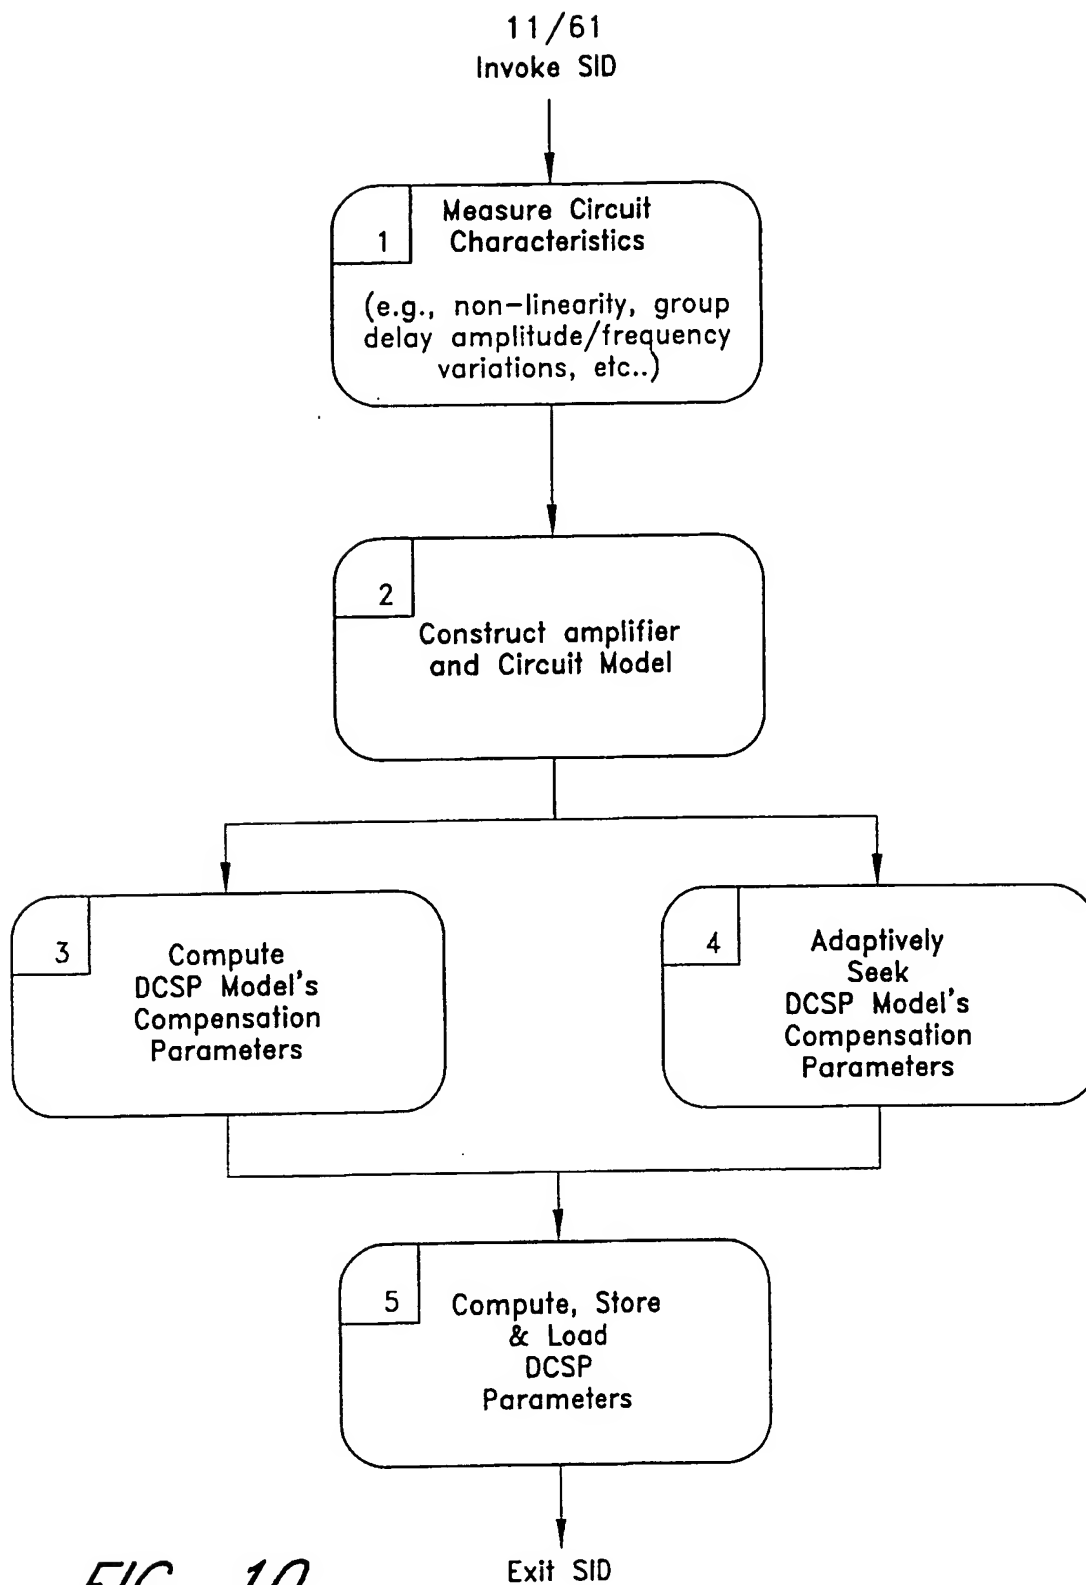 11/61
Invoke SID
1
Measure Circuit
Characteristics
(e.g., non-linearity, group
delay amplitude/frequency
variations, etc..)
2
Construct amplifier
and Circuit Model
3
Compute
DCSP Model's
Compensation
Parameters
4
Adaptively
Seek
DCSP Model's
Compensation
Parameters
5
Compute, Store
& Load
DCSP
Parameters
Exit SID
FIG. 10